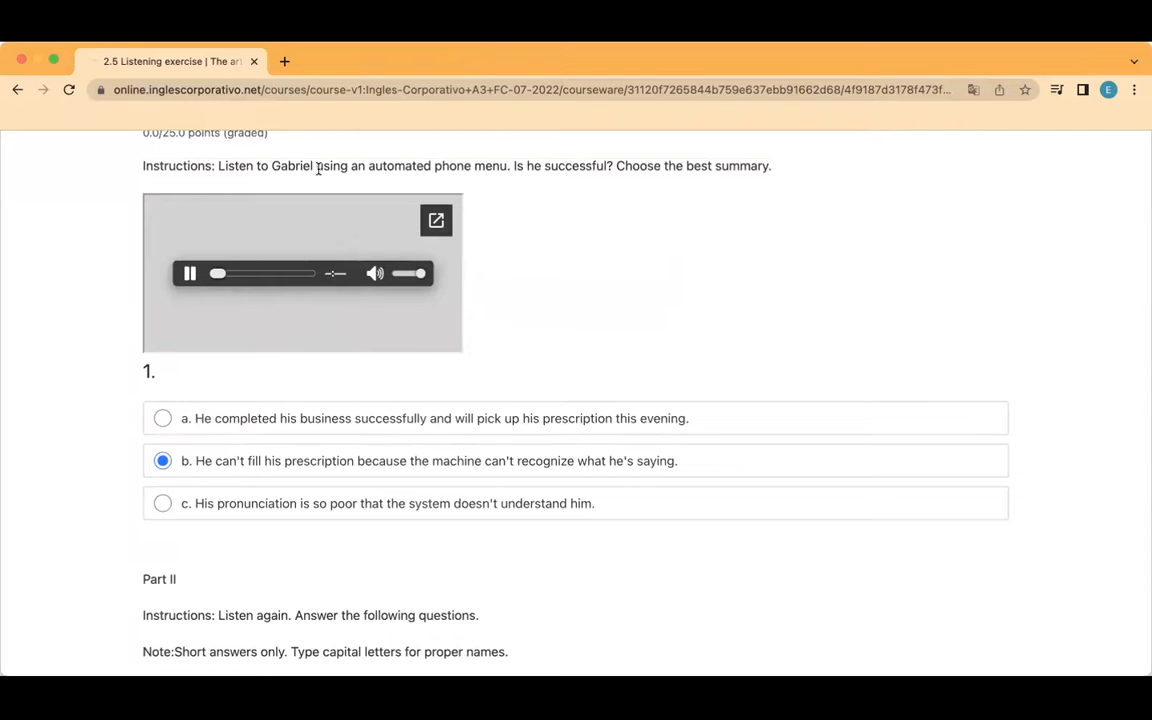 2.5 Listening exercise | The art
online.inglescorporativo.net/courses/course-v1:Ingles-Corporativo+A3+FC-07-2022/courseware/31120f7265844b759e637ebb91662d68/4f9187d3178f473f...
E
0.0/25.0 points (graded)
Instructions: Listen to Gabriel using an automated phone menu. Is he successful? Choose the best summary.
-:--
1.
a. He completed his business successfully and will pick up his prescription this evening.
b. He can't fill his prescription because the machine can't recognize what he's saying.
c. His pronunciation is so poor that the system doesn't understand him.
Part II
Instructions: Listen again. Answer the following questions.
Note:Short answers only. Type capital letters for proper names.